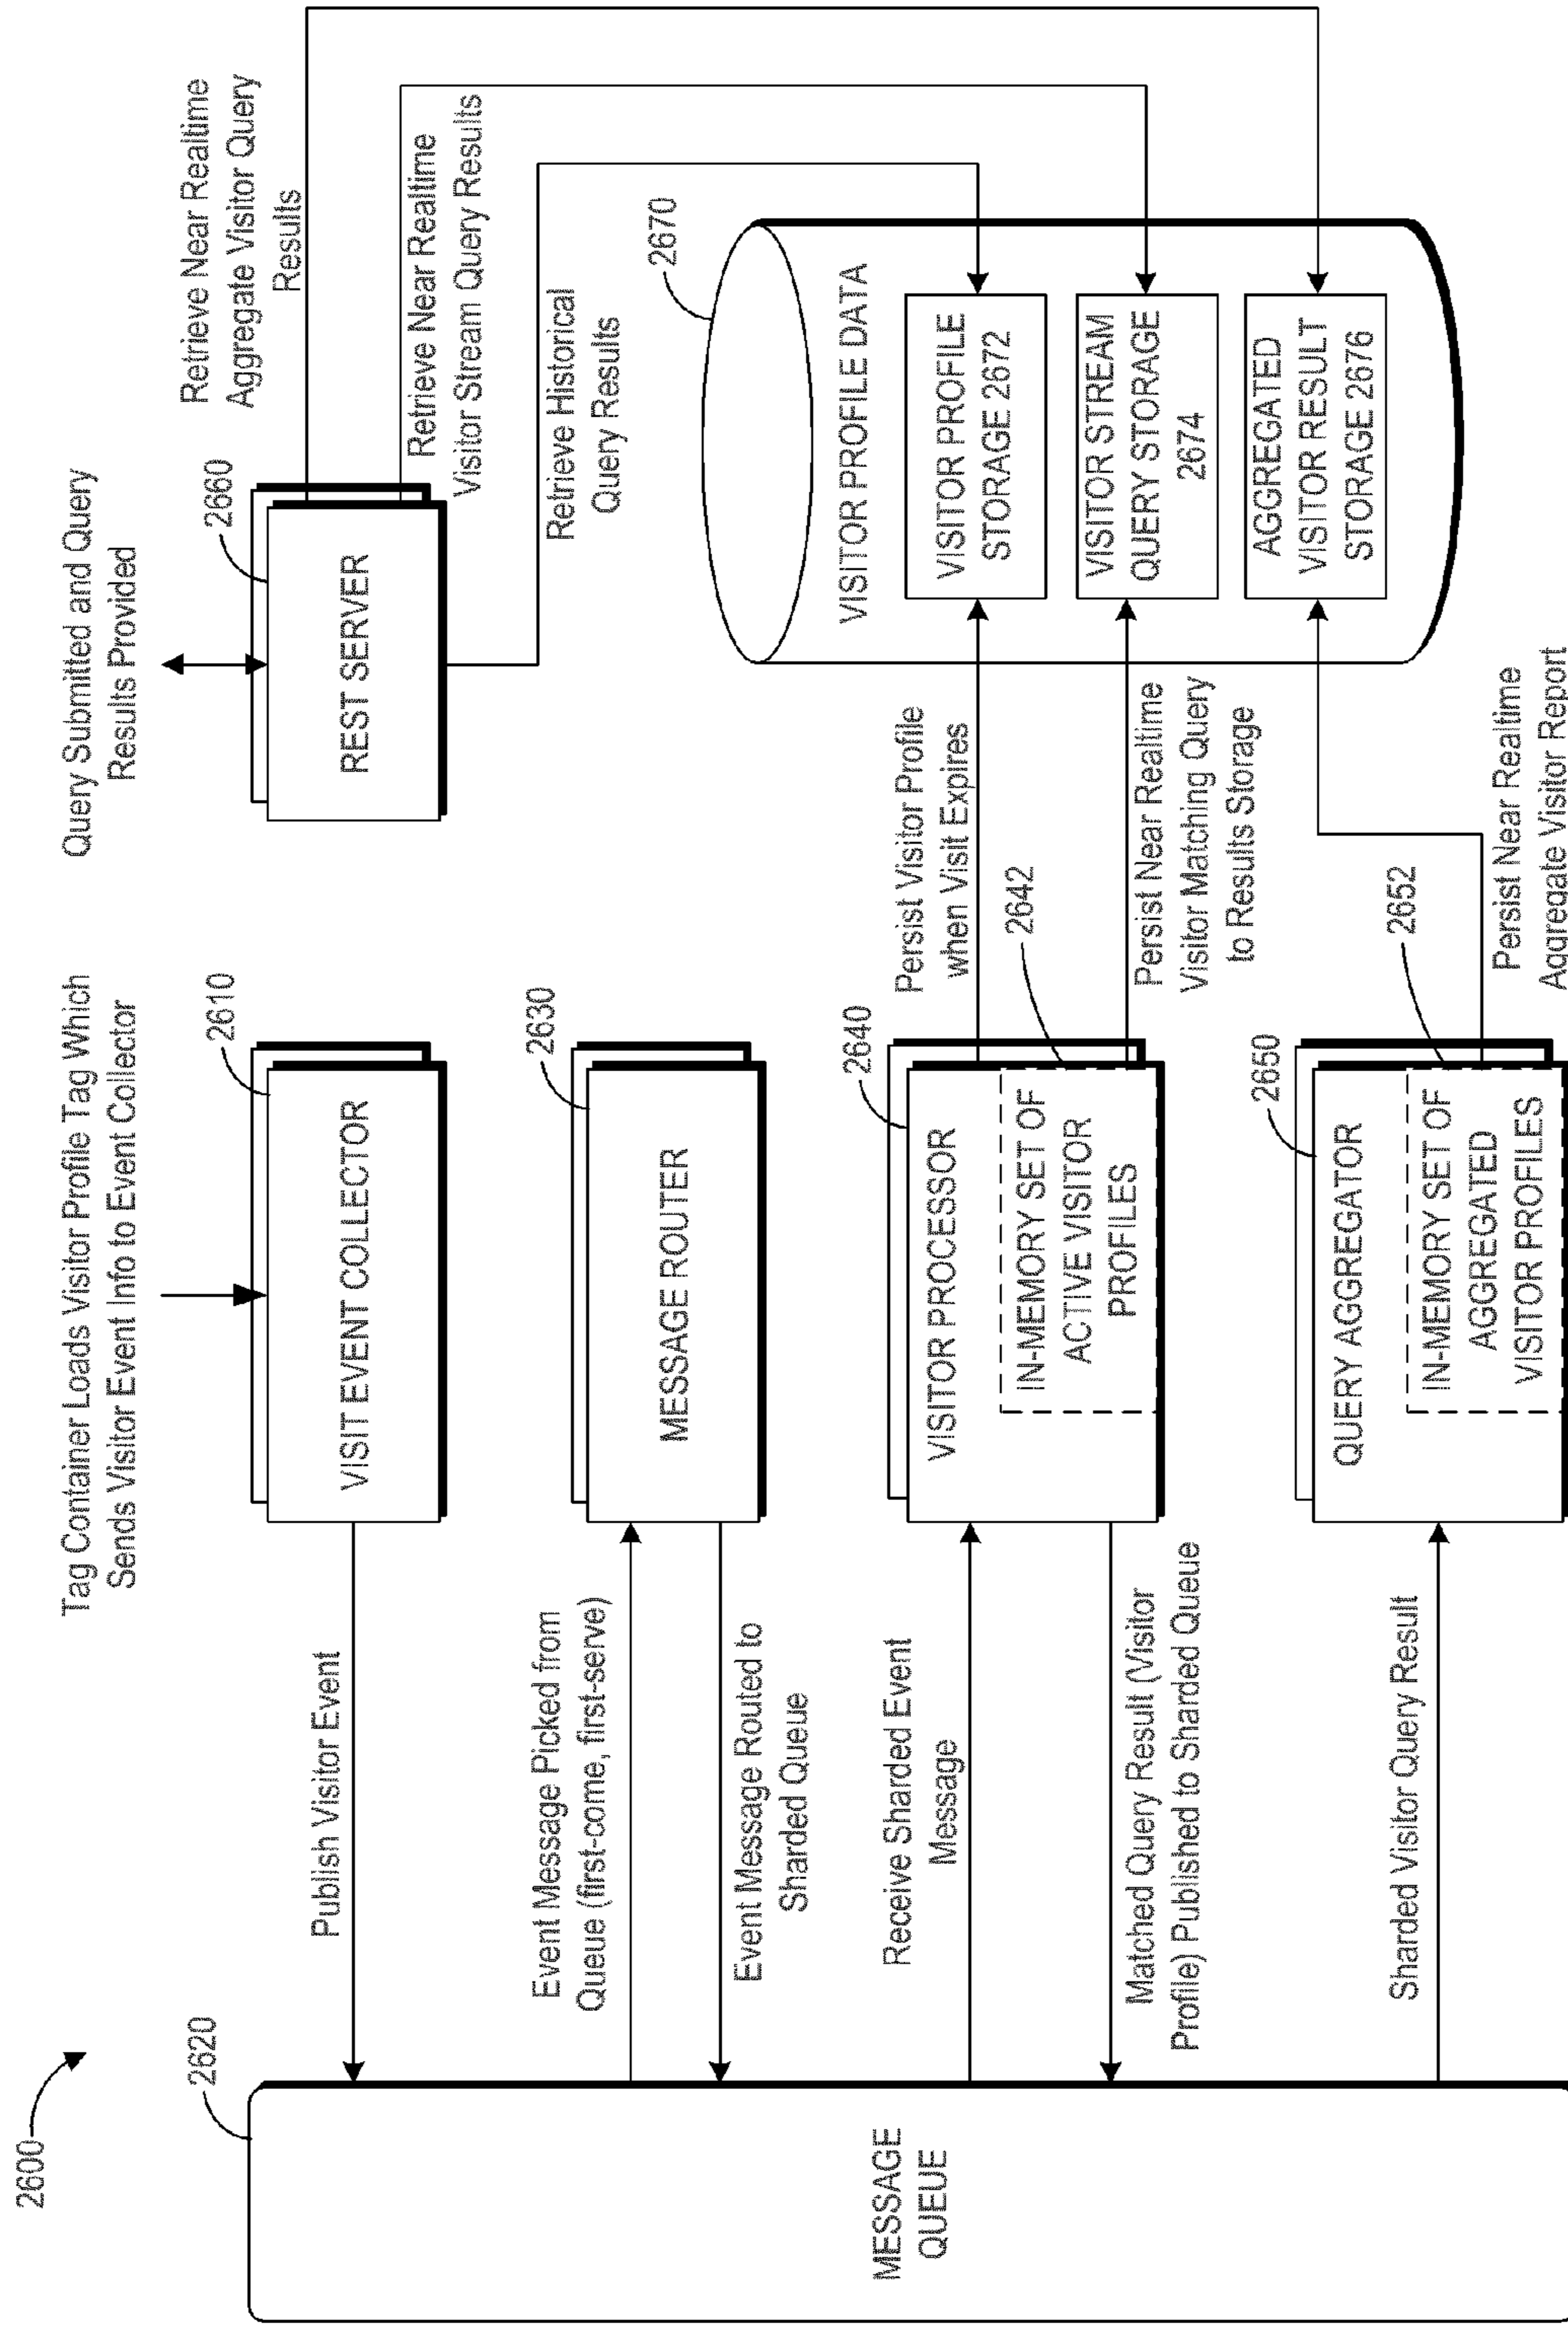 2600
Tag Container Loads Visitor Profile Tag Which
Sends Visitor Event Info to Event Collector
Query Submitted and Query
Results Provided
2620
MESSAGE
QUEUE
Publish Visitor Event
2610
VISIT EVENT COLLECTOR
Event Message Picked from
Queue (first-come, first-serve)
Event Message Routed to
Sharded Queue
2630
MESSAGE ROUTER
Receive Sharded Event
Message
Matched Query Result (Visitor
Profile) Published to Sharded Queue
2640
VISITOR PROCESSOR
IN-MEMORY SET OF
ACTIVE VISITOR
PROFILES
2642
Sharded Visitor Query Result
2650
QUERY AGGREGATOR
IN-MEMORY SET OF
AGGREGATED
VISITOR PROFILES
2652
2660
REST SERVER
Retrieve Near Realtime
Aggregate Visitor Query
Results
Retrieve Near Realtime
Visitor Stream Query Results
Retrieve Historical
Query Results
Persist Visitor Profile
when Visit Expires
Persist Near Realtime
Visitor Matching Query
to Results Storage
Persist Near Realtime
Aggregate Visitor Report
2670
VISITOR PROFILE DATA
VISITOR PROFILE
STORAGE 2672
VISITOR STREAM
QUERY STORAGE
2674
AGGREGATED
VISITOR RESULT
STORAGE 2676